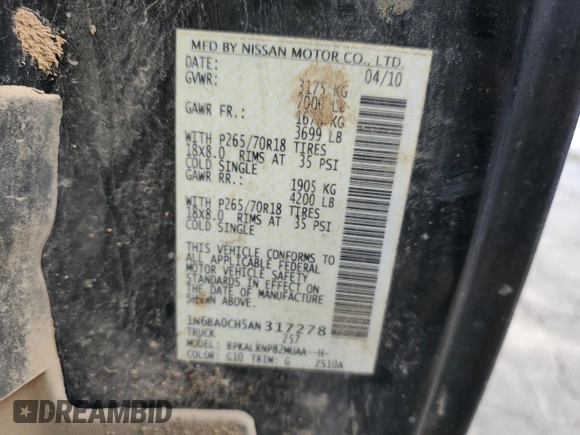 MFD BY NISSAN MOTOR CO., LTD.
DATE: 04/10
GVWR: 3175 KG
7000 LB
GAWR FR.: KG
3699 LB
WITH P265/70R18 TIRES
18X8.0 RIMS AT 35 PSI
COLD SINGLE
GAWR RR.: 1905 KG
4200 LB
WITH P265/70R18 TIRES
18X8.0 RIMS AT 35 PSI
COLD SINGLE
THIS VEHICLE CONFORMS TO
ALL APPLICABLE FEDERAL
MOTOR VEHICLE SAFETY
STANDARDS IN EFFECT ON
THE DATE OF MANUFACTURE
SHOWN ABOVE.
1N6BA0CH5AN317278
TRUCK 257
MODEL: BPKALRNP82MUAA--H-
COLOR: G10 TRIM: G 2S10A
DREAMBID